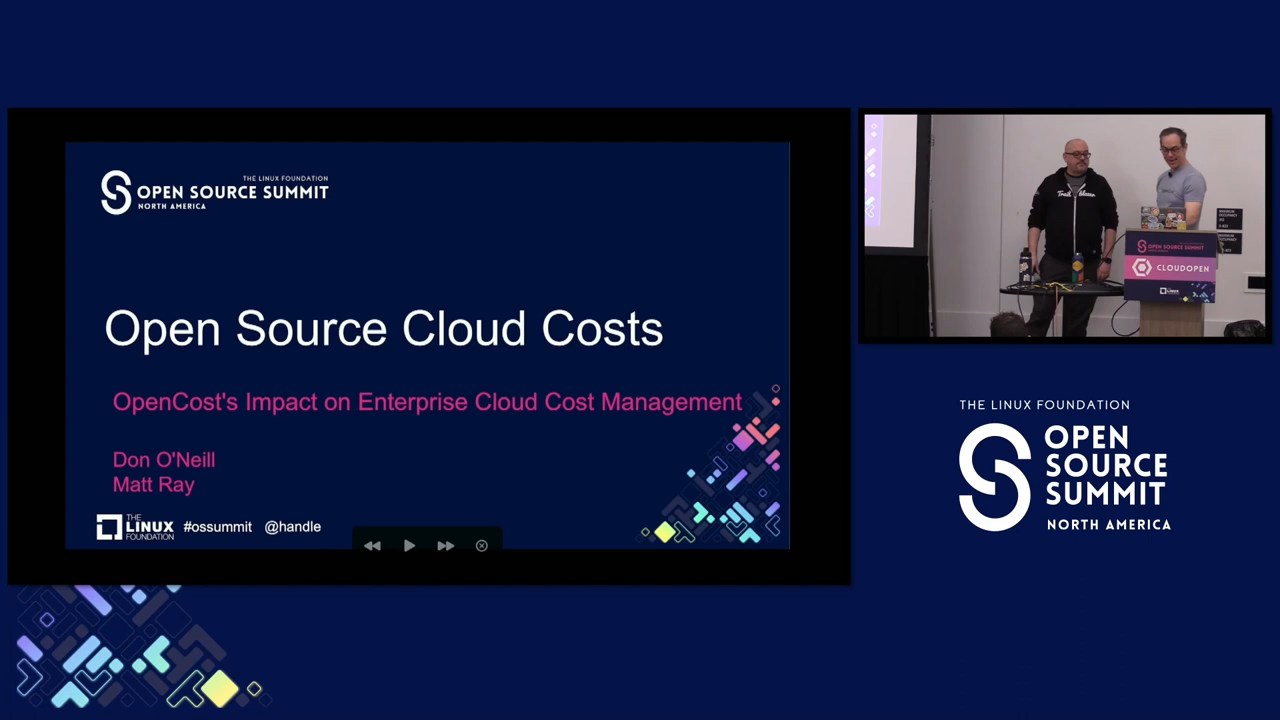 THE LINUX FOUNDATION
OPEN SOURCE SUMMIT
NORTH AMERICA
Open Source Cloud Costs
OpenCost's Impact on Enterprise Cloud Cost Management
Don O'Neill
Matt Ray
THE
LINUX
FOUNDATION
#ossummit @handle
OPEN SOURCE SUMMIT
CLOUDOPEN
LINUX
THE LINUX FOUNDATION
OPEN
SOURCE
SUMMIT
NORTH AMERICA